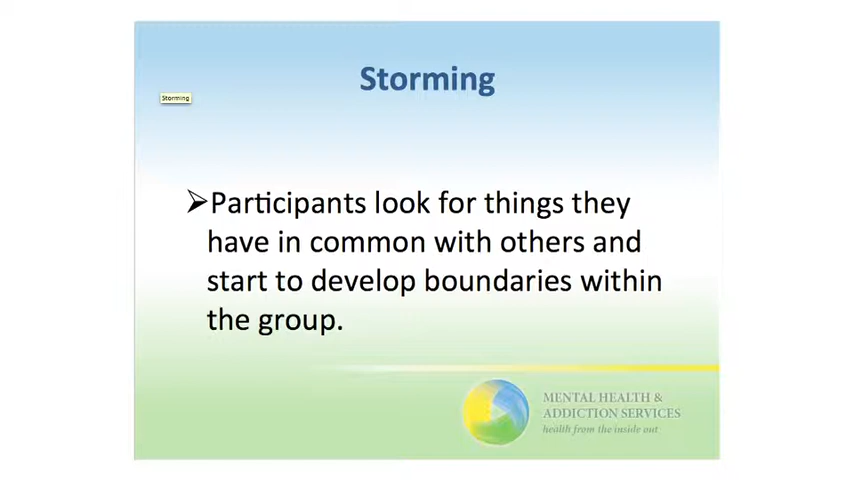 Storming
Storming
➢Participants look for things they
have in common with others and
start to develop boundaries within
the group.
MENTAL HEALTH &
ADDICTION SERVICES
health from the inside out